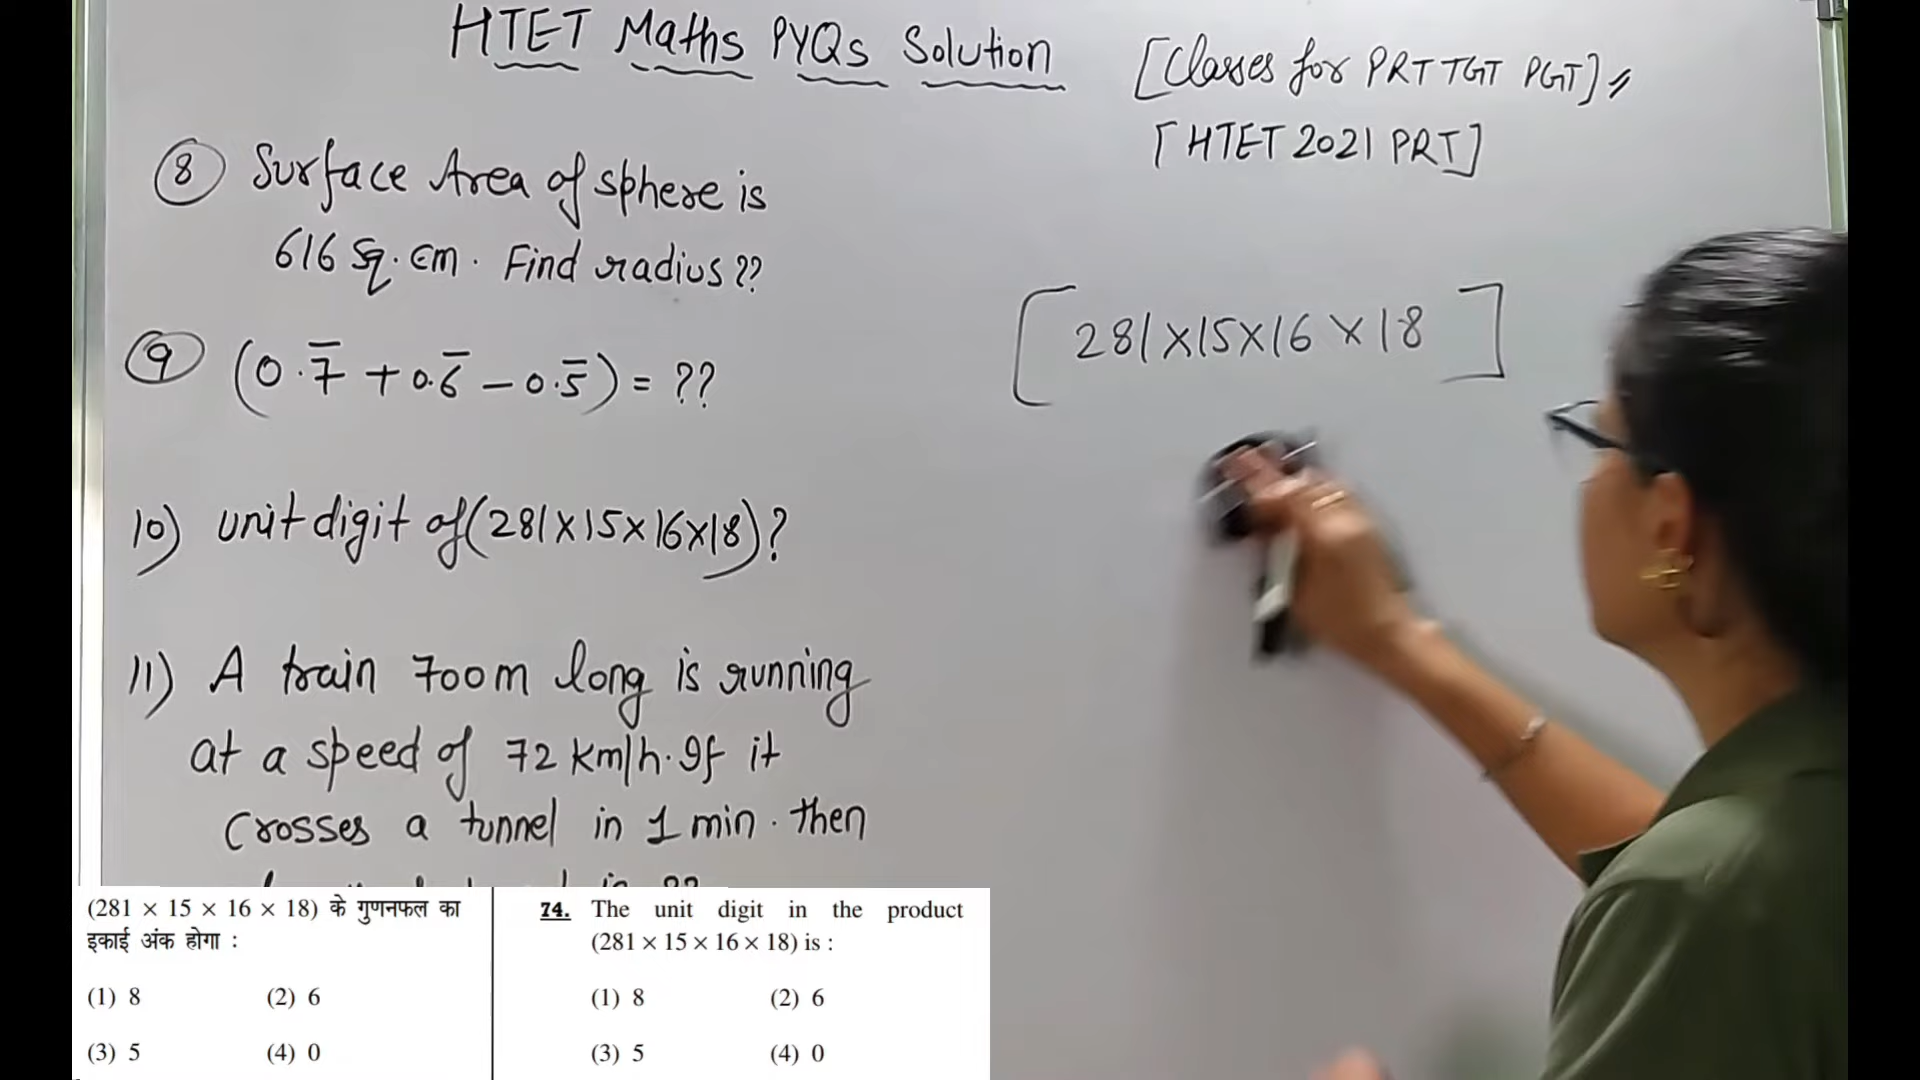 HTET Maths PYQs Solution
[Classes for PRT TGT PGT]
[HTET 2021 PRT]
8 Surface Area of sphere is
616 Sq. cm. Find radius??
9 (0.7̅ + 0.6̅ - 0.5̅) = ??
10) unit digit of (281×15×16×18)?
11) A train 700m long is running
at a speed of 72 km/h. If it
crosses a tunnel in 1 min. then
[281×15×16×18]
(281 × 15 × 16 × 18) के गुणनफल का
इकाई अंक होगा :
(1) 8 (2) 6
(3) 5 (4) 0
74. The unit digit in the product
(281 × 15 × 16 × 18) is :
(1) 8 (2) 6
(3) 5 (4) 0